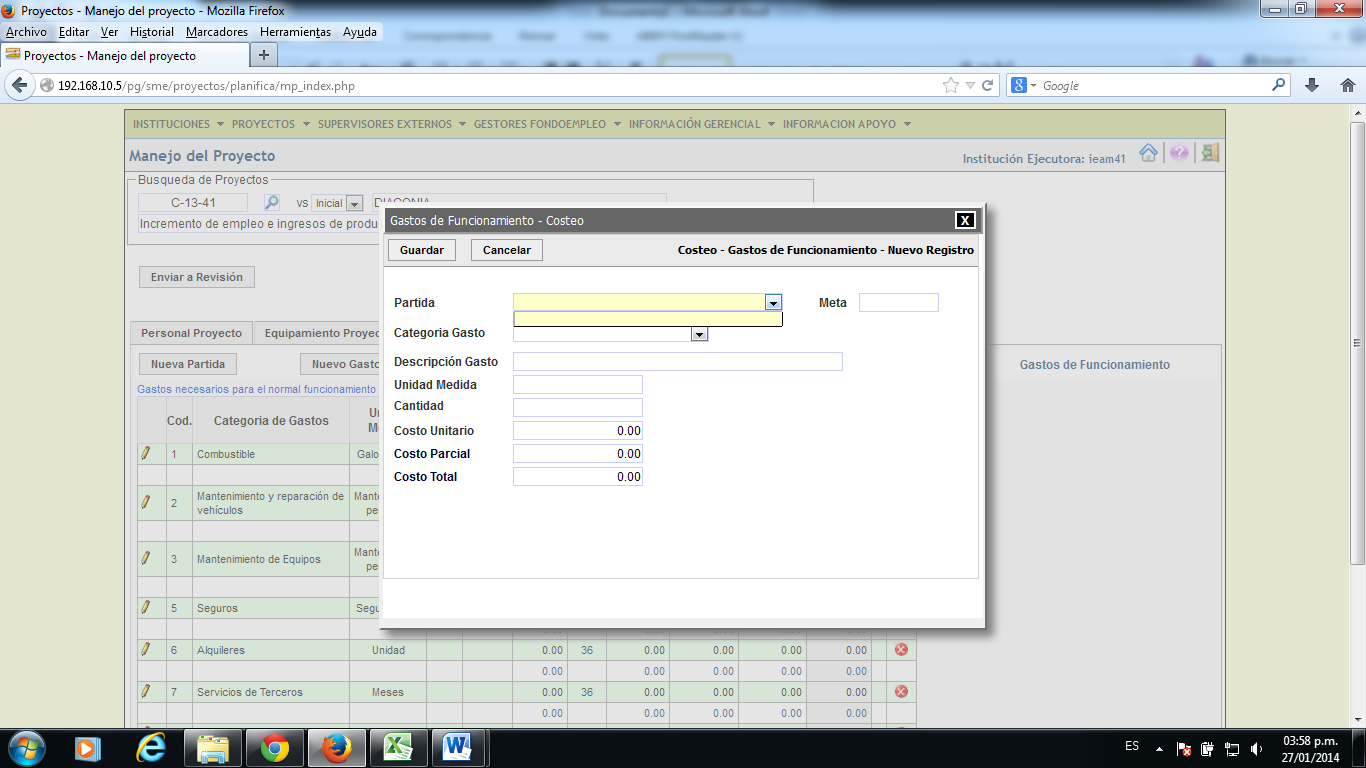 Proyectos - Manejo del proyecto - Mozilla Firefox
Archivo Editar Ver Historial Marcadores Herramientas Ayuda
Proyectos - Manejo del proyecto
192.168.10.5/pg/sme/proyectos/planifica/mp_index.php
Google
INSTITUCIONES PROYECTOS SUPERVISORES EXTERNOS GESTORES FONDOEMPLEO INFORMACIÓN GERENCIAL INFORMACION APOYO
Manejo del Proyecto
Institución Ejecutora: ieam41
Busqueda de Proyectos
C-13-41 vs Inicial DIACONIA
Incremento de empleo e ingresos de produ
Enviar a Revisión
Gastos de Funcionamiento - Costeo X
Guardar Cancelar Costeo - Gastos de Funcionamiento - Nuevo Registro
Partida Meta
Categoria Gasto
Descripción Gasto
Unidad Medida
Cantidad
Costo Unitario 0.00
Costo Parcial 0.00
Costo Total 0.00
Personal Proyecto Equipamiento Proyec
Nueva Partida Nuevo Gasto Gastos de Funcionamiento
Gastos necesarios para el normal funcionamiento
Cod. Categoria de Gastos
1 Combustible Galo
2 Mantenimiento y reparación de vehículos Mante pe
3 Mantenimiento de Equipos Mante pe
5 Seguros Segu
6 Alquileres Unidad 0.00 36 0.00 0.00 0.00 0.00
0.00 0.00 0.00 0.00 0.00
7 Servicios de Terceros Meses 0.00 36 0.00 0.00 0.00 0.00
0.00 0.00 0.00 0.00 0.00
ES 03:58 p.m.
27/01/2014